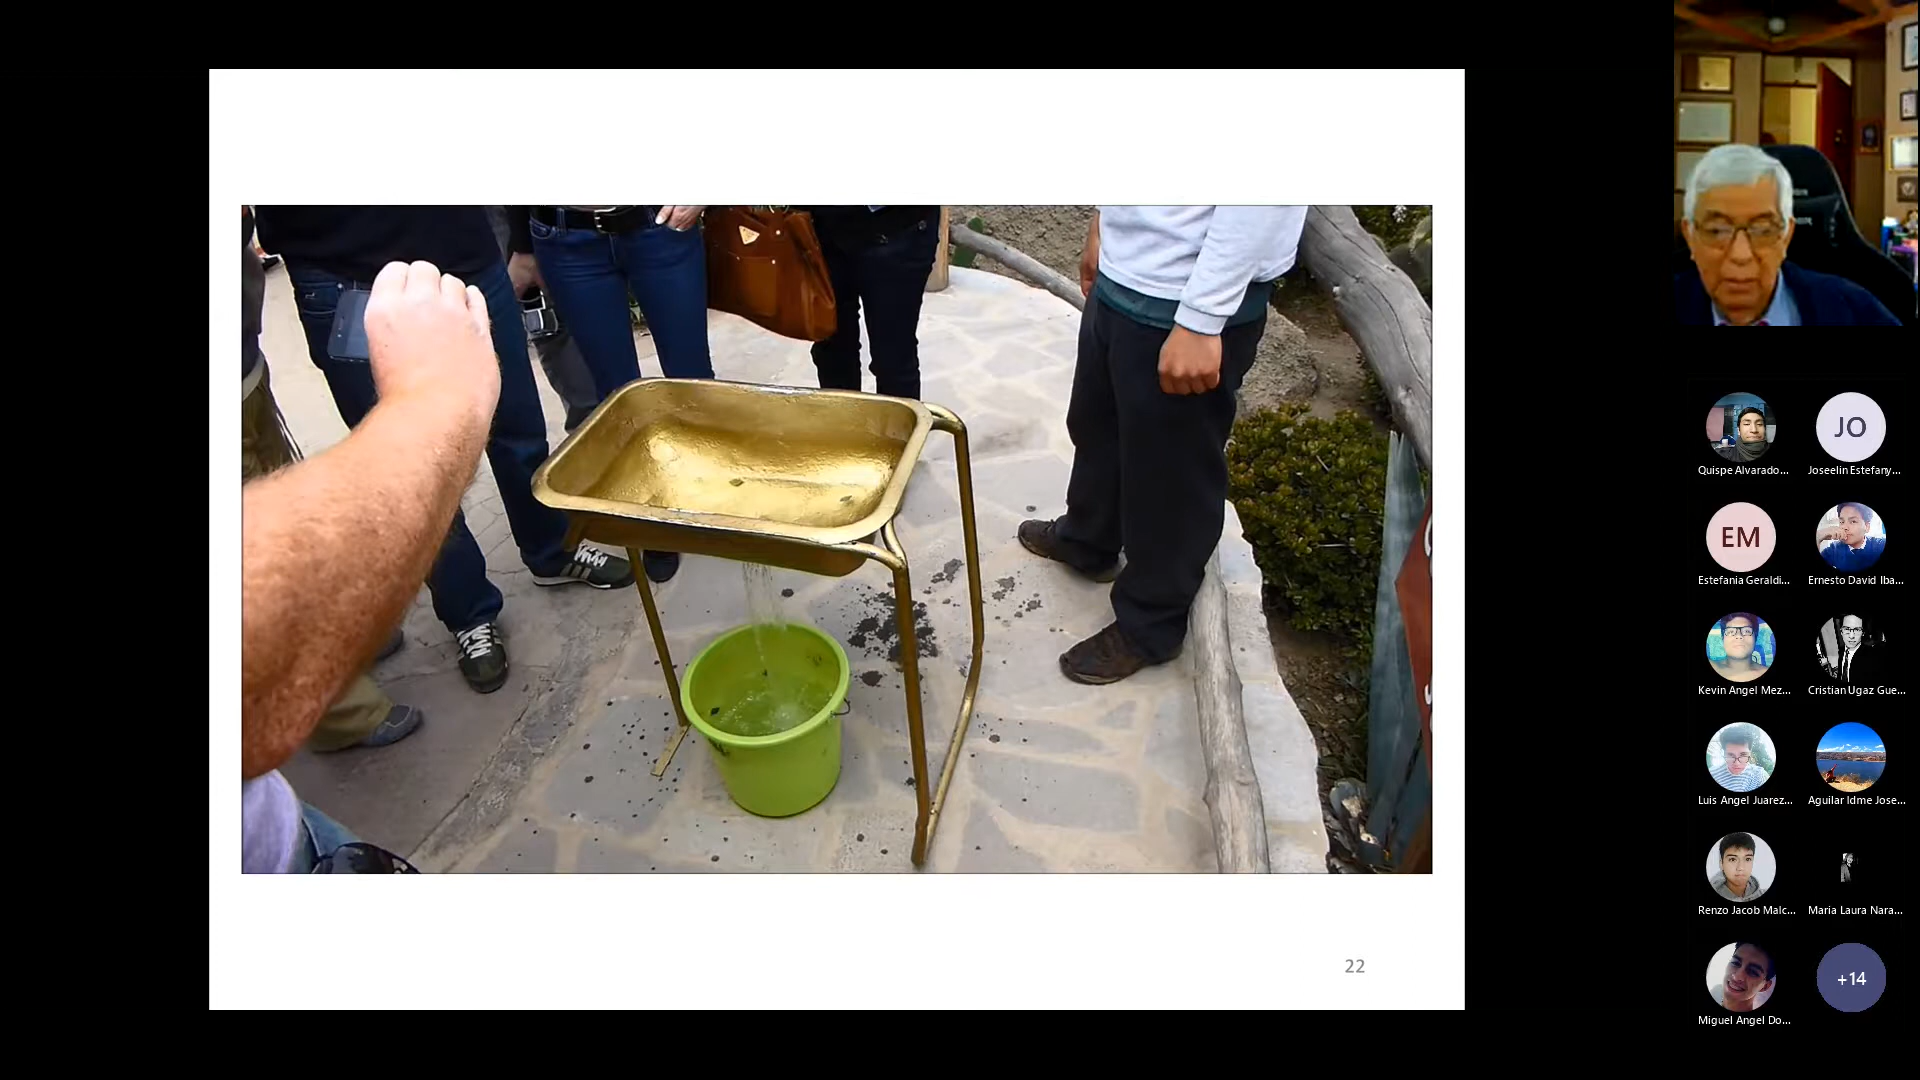 Quispe Alvarado...
JO
Joseelin Estefany...
EM
Estefania Geraldi...
Ernesto David Iba...
Kevin Angel Mez...
Cristian Ugaz Gue...
Luis Angel Juarez...
Aguilar Idme Jose...
Renzo Jacob Malc...
Maria Laura Nara...
Miguel Angel Do...
+14
22